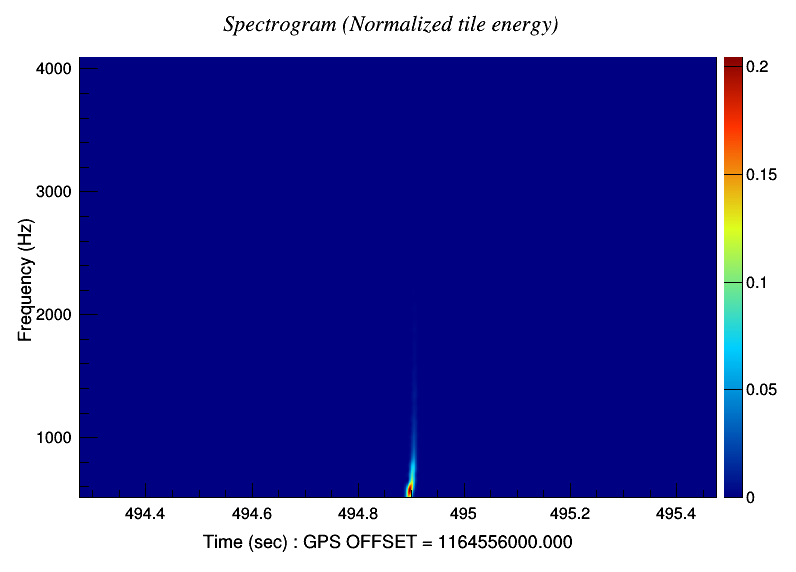 Spectrogram (Normalized tile energy)
4000
3000
2000
1000
Frequency (Hz)
0.2
0.15
0.1
0.05
0
494.4 494.6 494.8 495 495.2 495.4
Time (sec) : GPS OFFSET = 1164556000.000